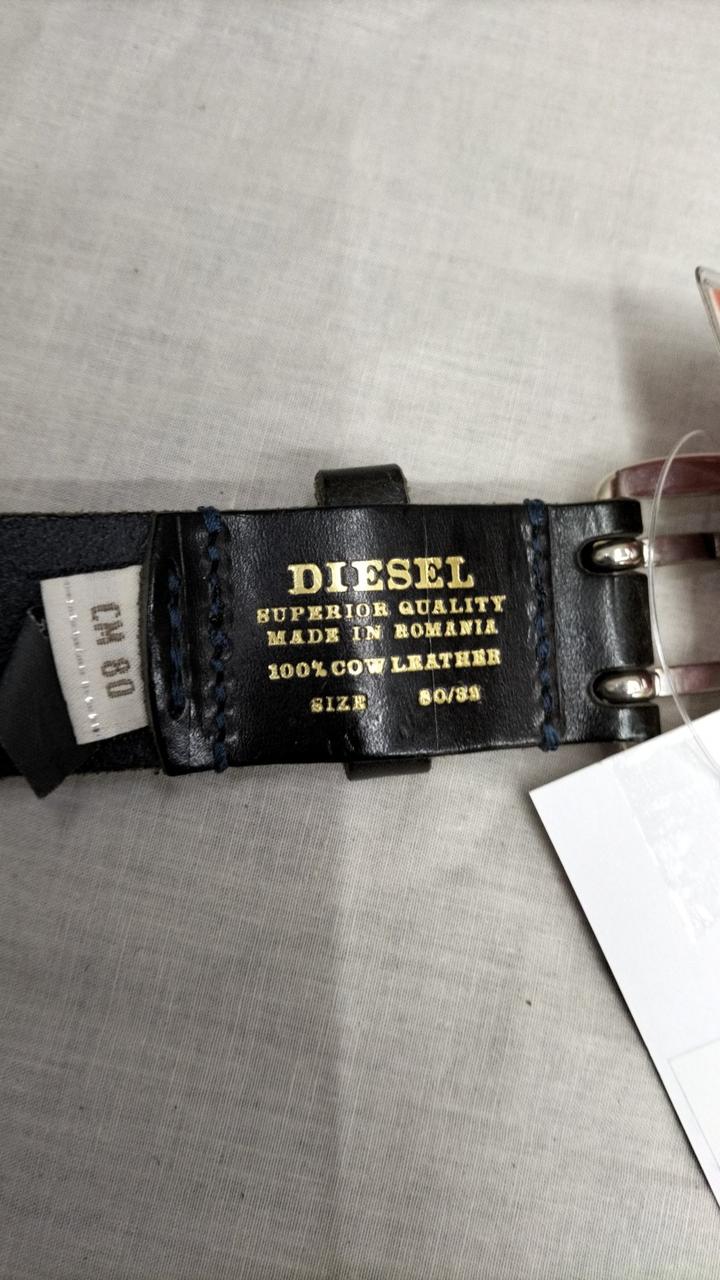 DIESEL
SUPERIOR QUALITY
MADE IN ROMANIA
100% COW LEATHER
SIZE 80/32
CM 80